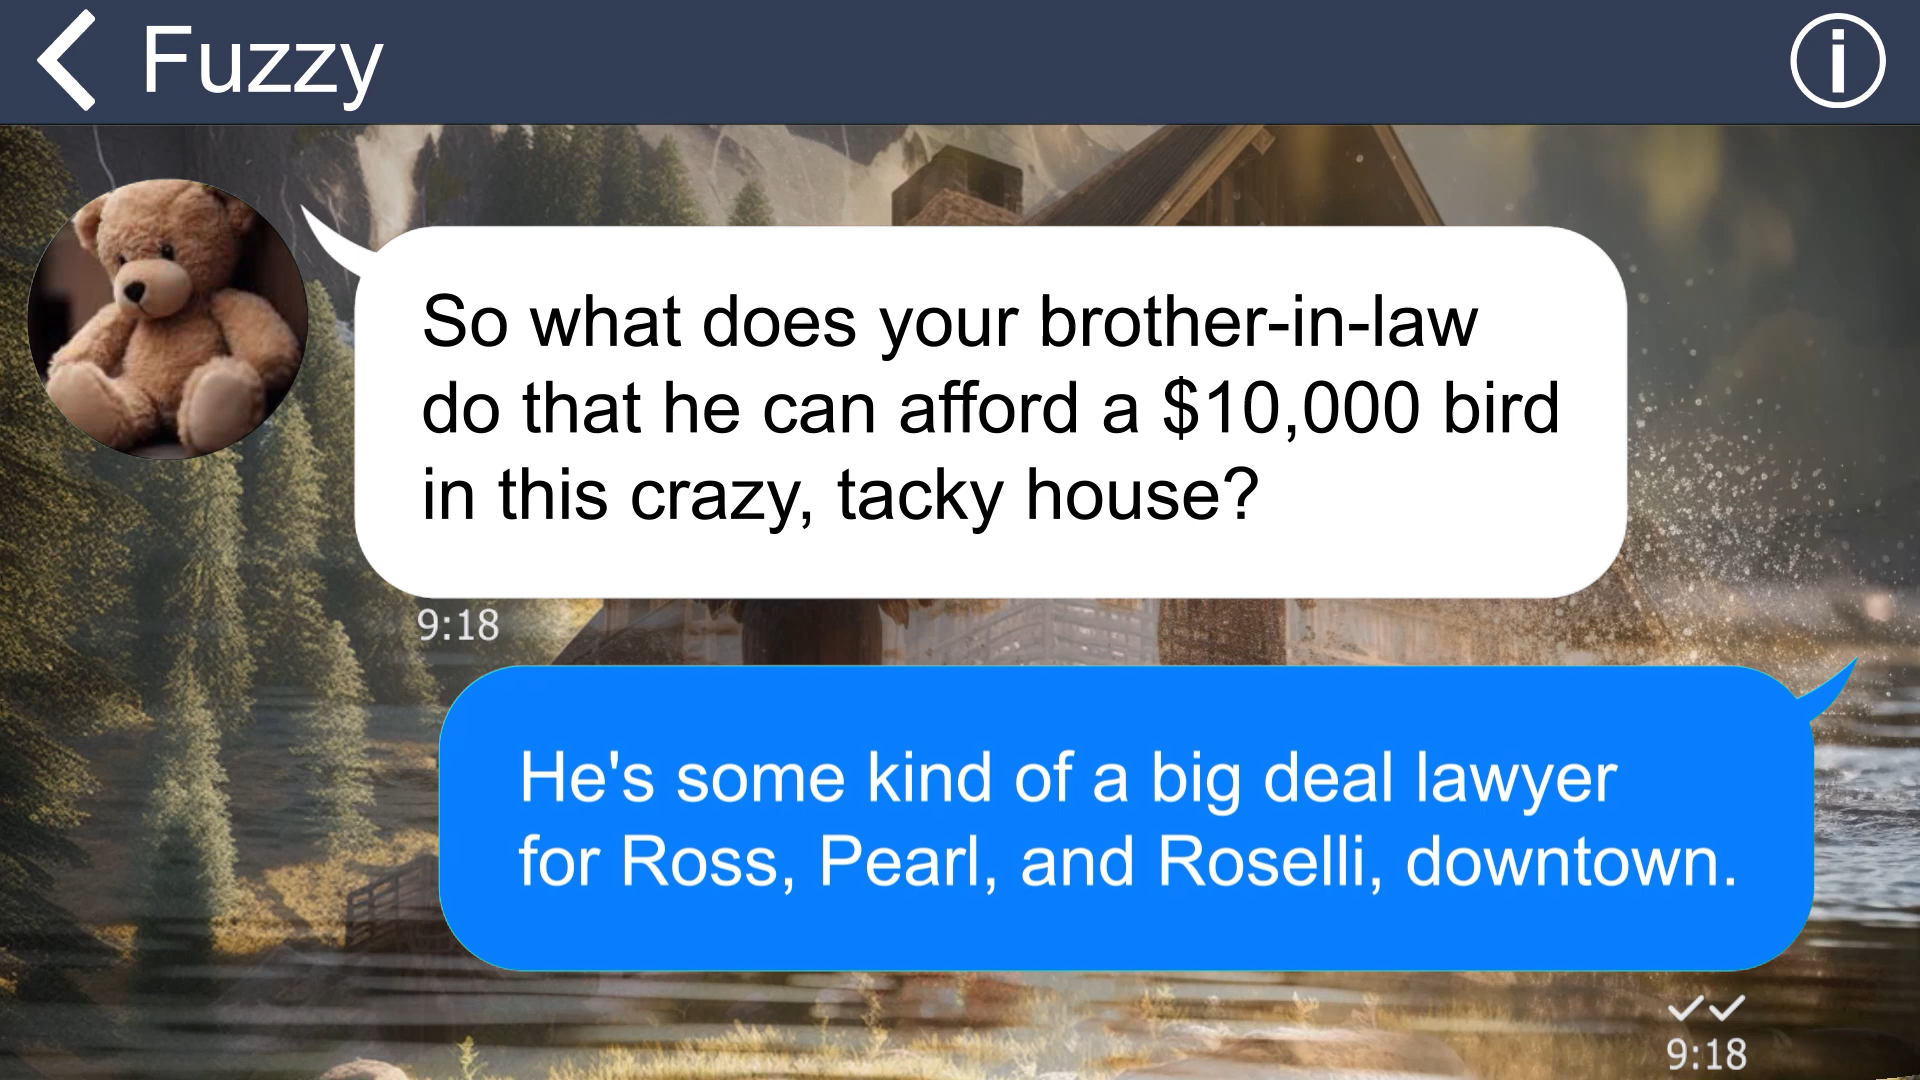 Fuzzy
So what does your brother-in-law
do that he can afford a $10,000 bird
in this crazy, tacky house?
9:18
He's some kind of a big deal lawyer
for Ross, Pearl, and Roselli, downtown.
9:18